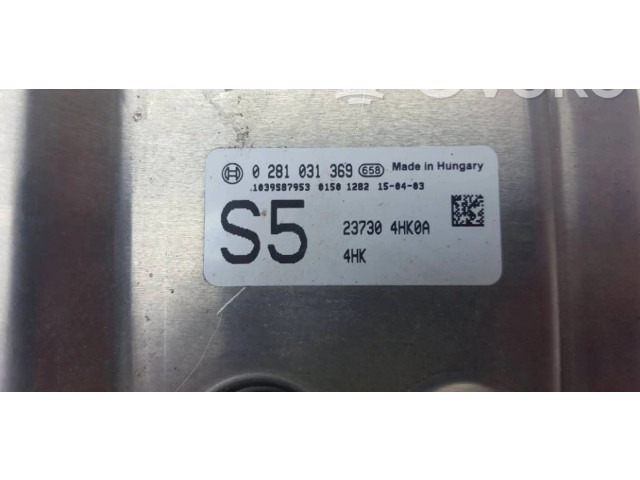 0 281 031 369 658 Made in Hungary
1039587953 0150 1282 15-04-03
S5
23730 4HK0A
4HK